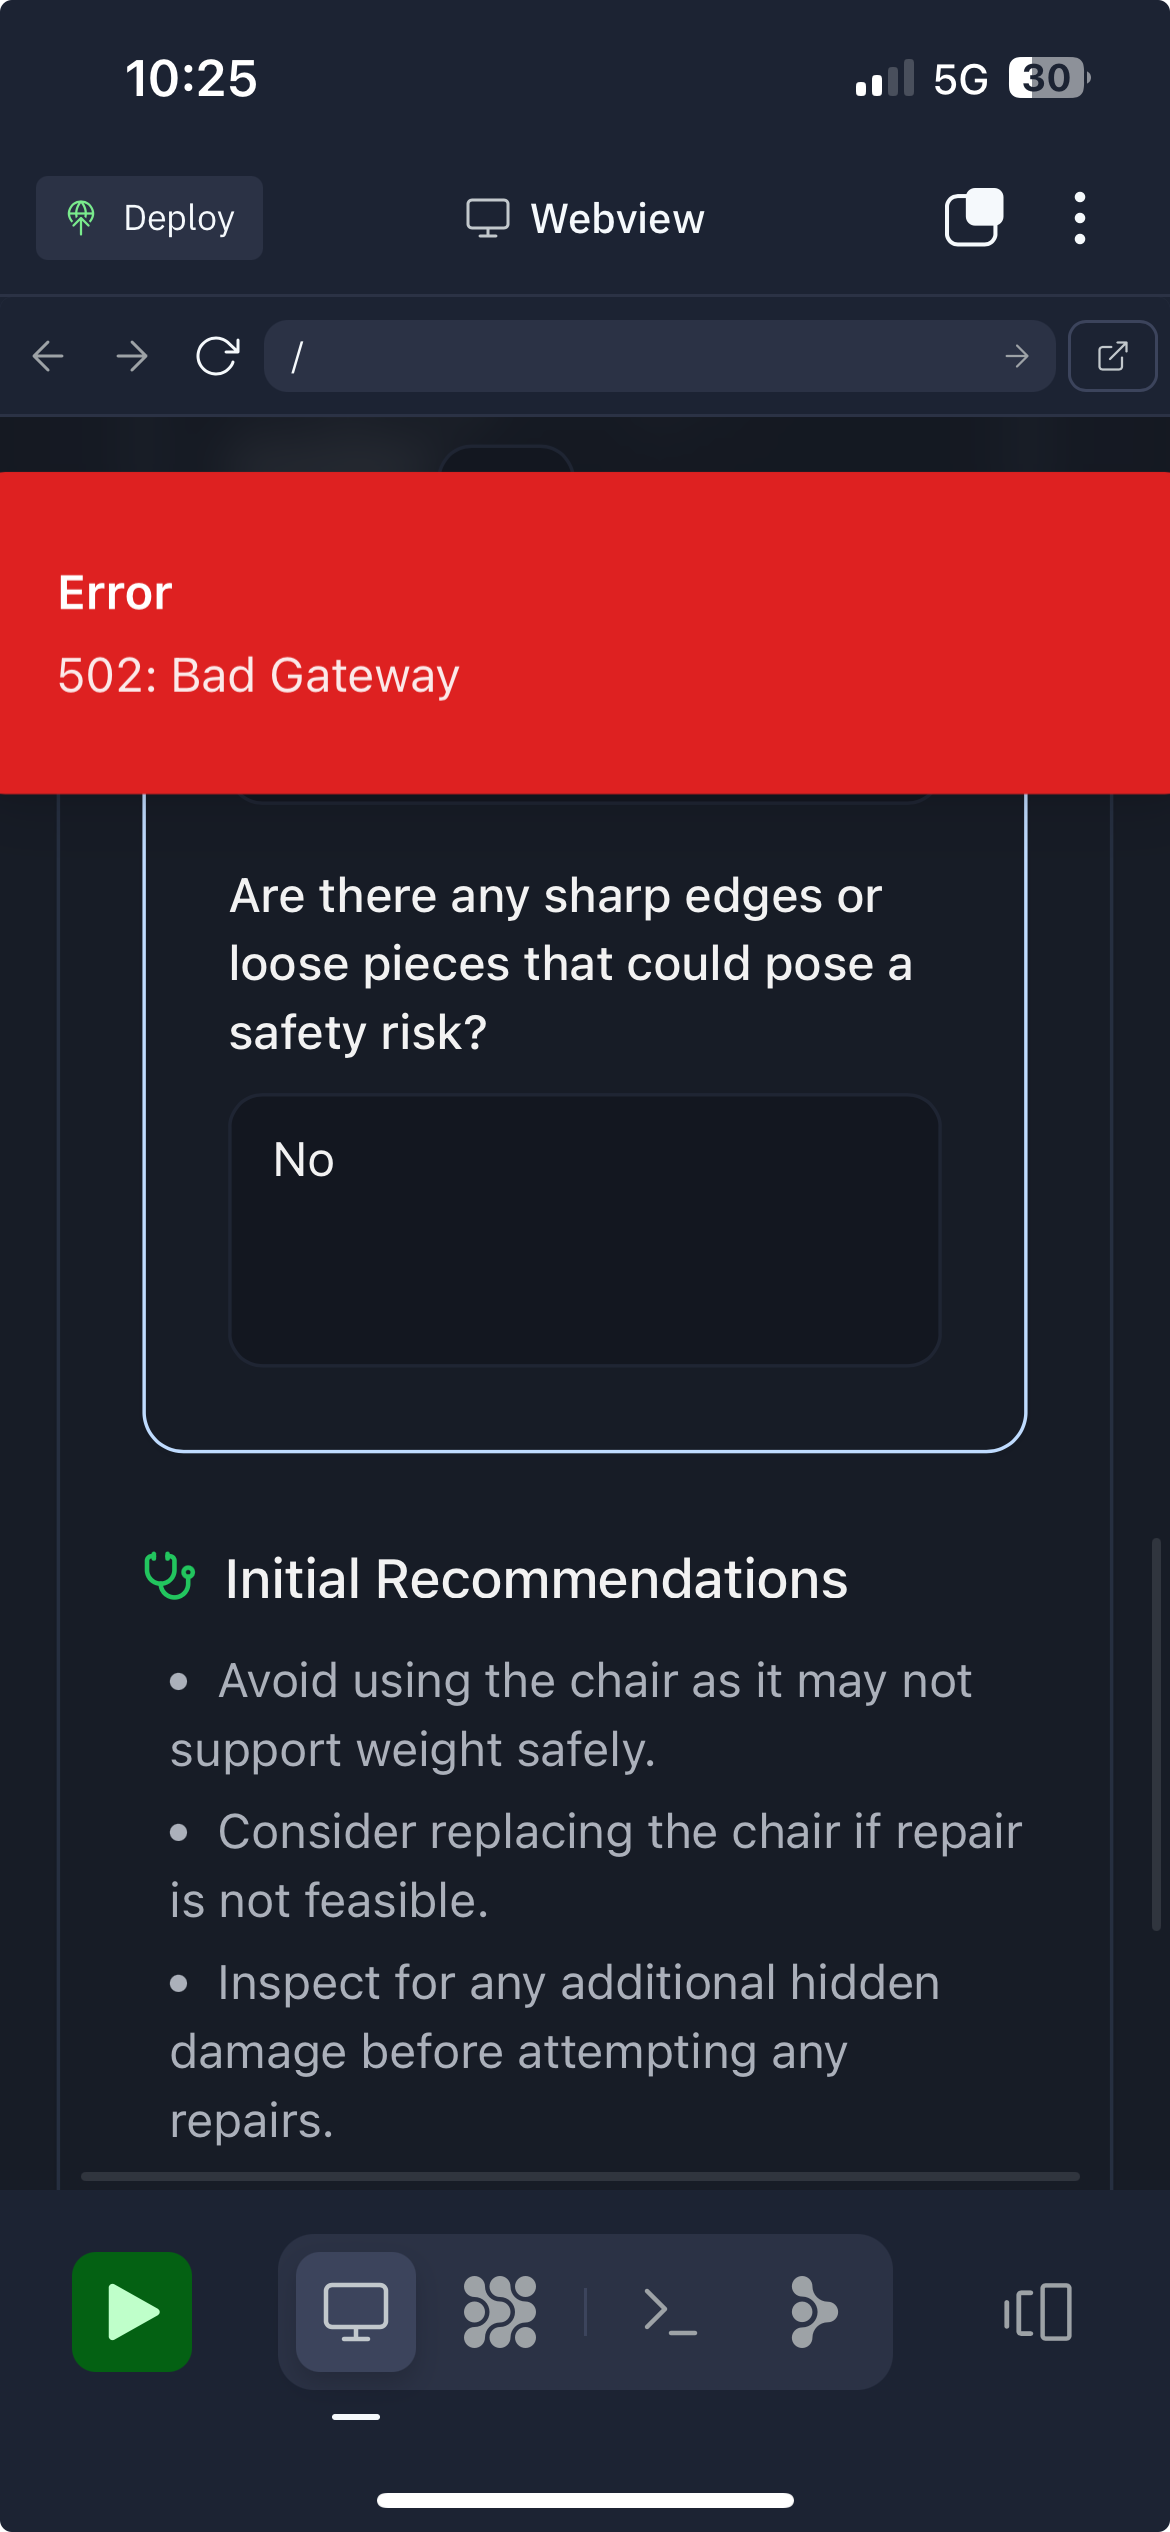 10:25
5G
30
Deploy
Webview
/
Error
502: Bad Gateway
Are there any sharp edges or
loose pieces that could pose a
safety risk?
No
Initial Recommendations
• Avoid using the chair as it may not
support weight safely.
• Consider replacing the chair if repair
is not feasible.
• Inspect for any additional hidden
damage before attempting any
repairs.